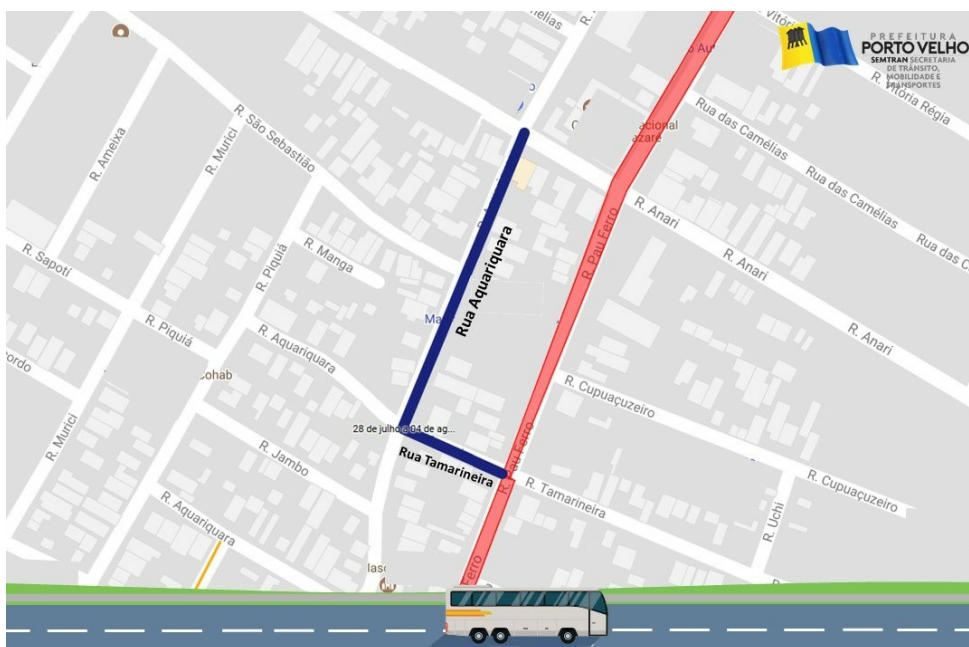 PREFEITURA
PORTO VELHO
SEMTRAN SECRETARIA
DE TRÂNSITO,
MOBILIDADE E
TRANSPORTES
R. Vitória Régia
Rua das Camélias
Rua das Camélias
Rua das C
R. Anari
R. Anari
R. Anari
R. São Sebastião
R. Ameixa
R. Murici
R. Manga
R. Piquiá
R. Sapotí
R. Piquiá
R. Aquariquara
Rua Aquariquara
R. Pau Ferro
R. Cupuaçuzeiro
R. Cupuaçuzeiro
R. Uchi
28 de julho a 04 de ag...
Rua Tamarineira
R. Pau Ferro
R. Tamarineira
R. Murici
R. Jambo
R. Aquariquara
Ferro